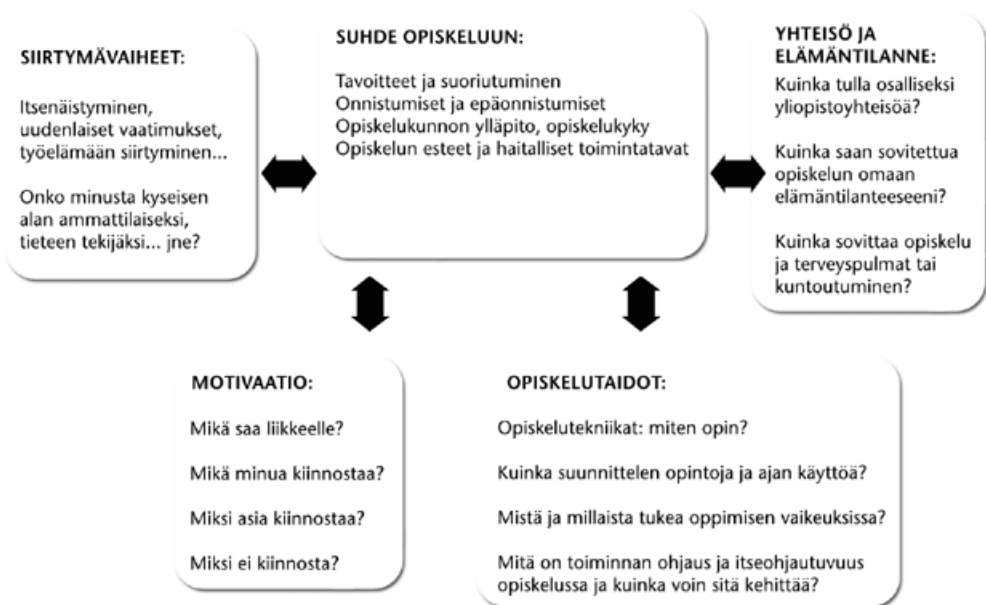 SIIRTYMÄVAIHEET:
Itsenäistyminen,
uudenlaiset vaatimukset,
työelämään siirtyminen...
Onko minusta kyseisen
alan ammattilaiseksi,
tieteen tekijäksi... jne?
SUHDE OPISKELUUN:
Tavoitteet ja suoriutuminen
Onnistumiset ja epäonnistumiset
Opiskelukunnon ylläpito, opiskelukyky
Opiskelun esteet ja haitalliset toimintatavat
YHTEISÖ JA
ELÄMÄNTILANNE:
Kuinka tulla osalliseksi
yliopistoyhteisöä?
Kuinka saan sovitettua
opiskelun omaan
elämäntilanteeseeni?
Kuinka sovittaa opiskelu
ja terveyspulmat tai
kuntoutuminen?
MOTIVAATIO:
Mikä saa liikkeelle?
Mikä minua kiinnostaa?
Miksi asia kiinnostaa?
Miksi ei kiinnosta?
OPISKELUTAIDOT:
Opiskelutekniikat: miten opin?
Kuinka suunnittelen opintoja ja ajan käyttöä?
Mistä ja millaista tukea oppimisen vaikeuksissa?
Mitä on toiminnan ohjaus ja itseohjautuvuus
opiskelussa ja kuinka voin sitä kehittää?